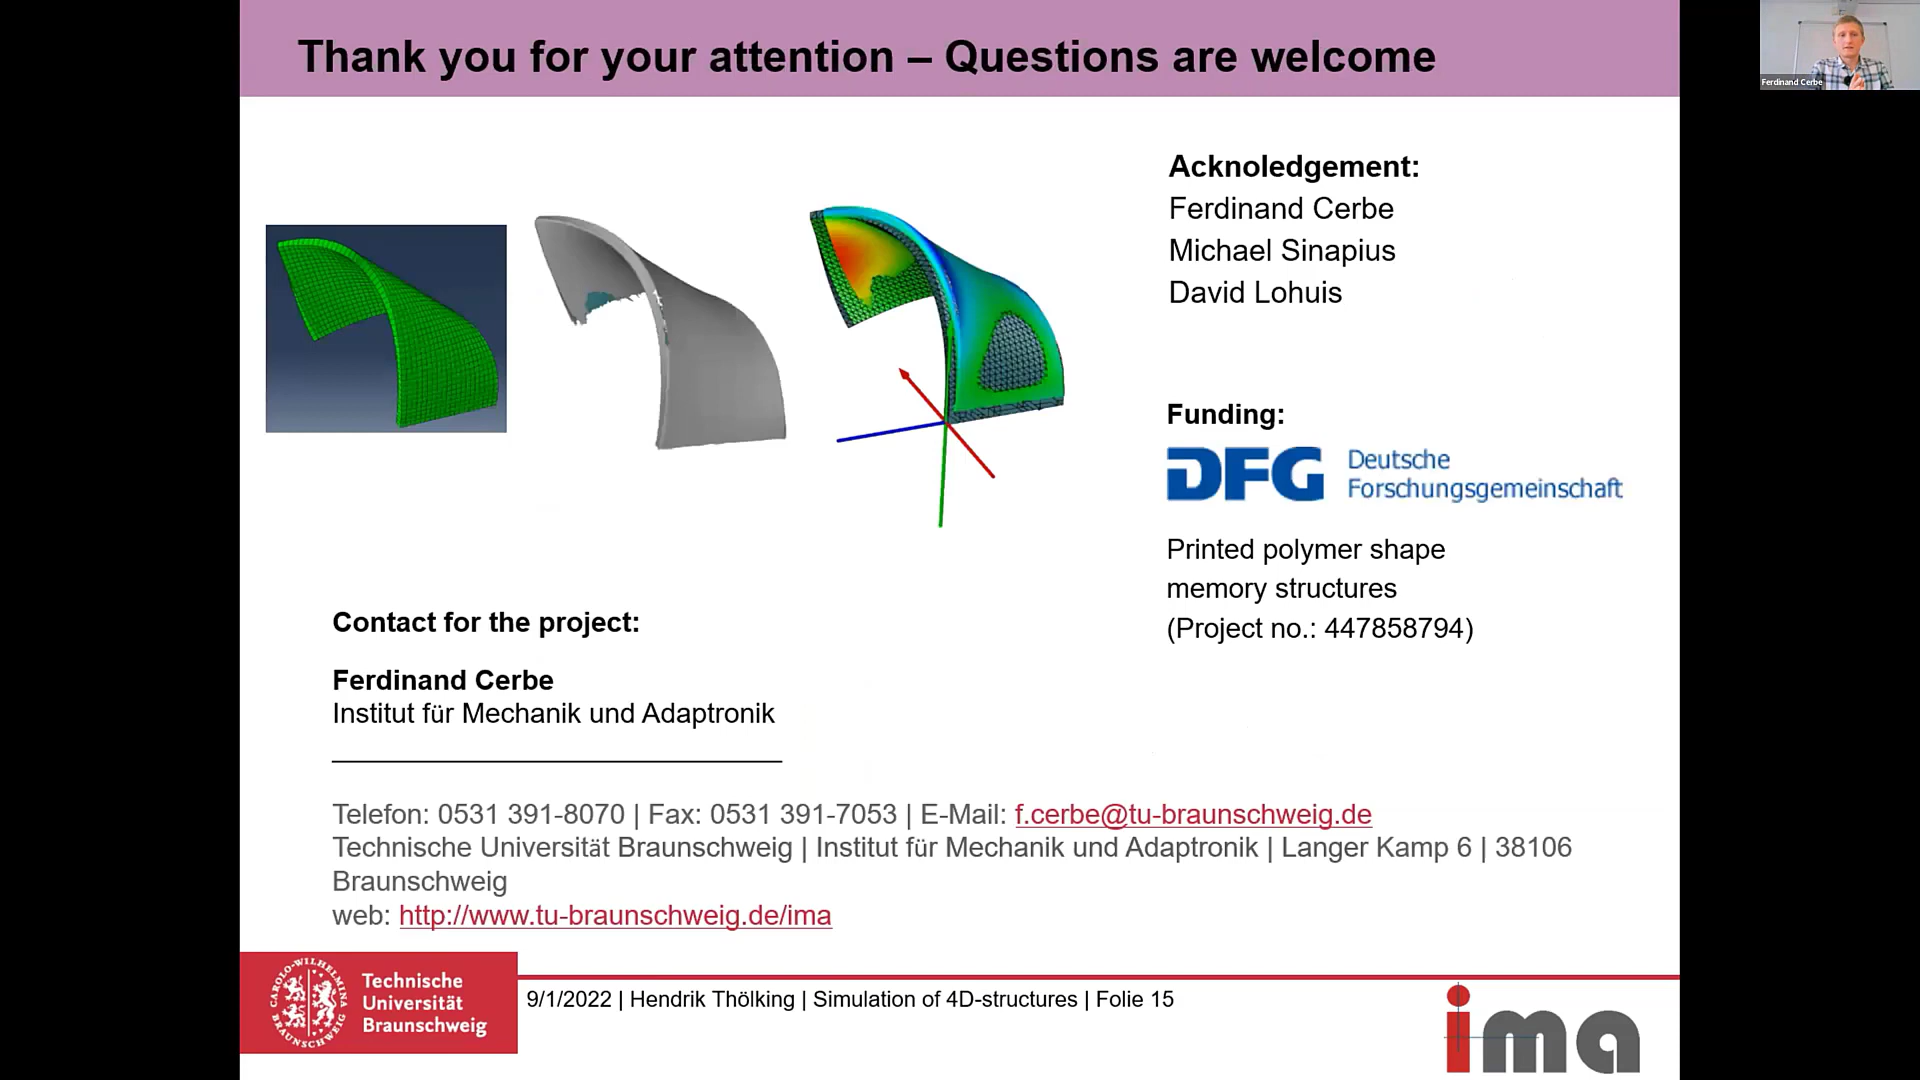 Thank you for your attention – Questions are welcome
Ferdinand Cerbe
Acknoledgement:
Ferdinand Cerbe
Michael Sinapius
David Lohuis
Funding:
DFG Deutsche
Forschungsgemeinschaft
Printed polymer shape
memory structures
(Project no.: 447858794)
Contact for the project:
Ferdinand Cerbe
Institut für Mechanik und Adaptronik
Telefon: 0531 391-8070 | Fax: 0531 391-7053 | E-Mail: f.cerbe@tu-braunschweig.de
Technische Universität Braunschweig | Institut für Mechanik und Adaptronik | Langer Kamp 6 | 38106
Braunschweig
web: http://www.tu-braunschweig.de/ima
CAROLO-WILHELMINA
BRAUNSCHWEIG
Technische
Universität
Braunschweig
9/1/2022 | Hendrik Thölking | Simulation of 4D-structures | Folie 15
ima